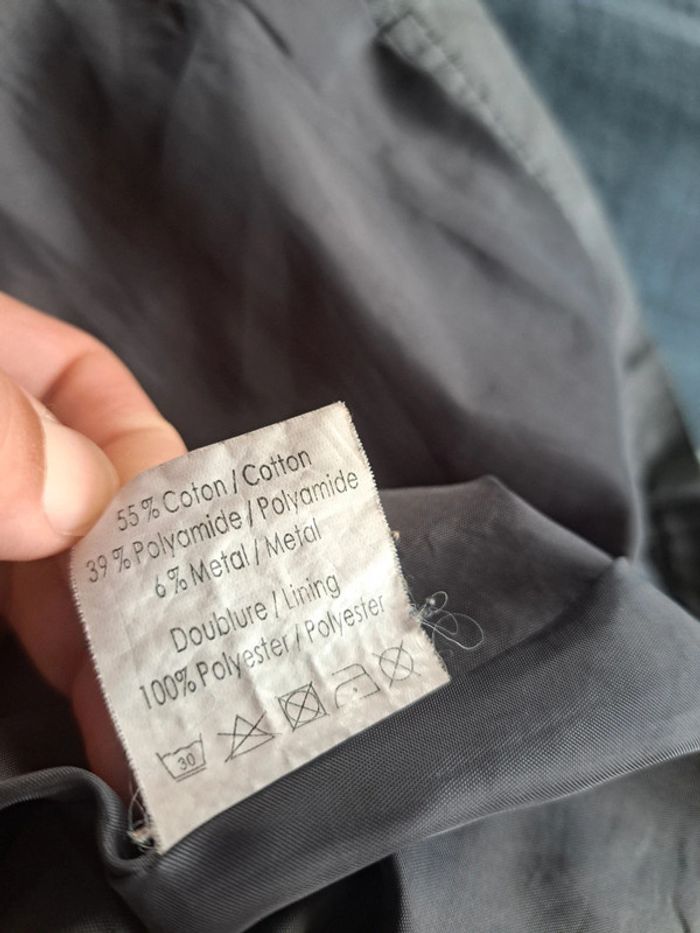 55% Coton / Cotton
39% Polyamide / Polyamide
6% Metal / Metal
Doublure / Lining
100% Polyester / Polyester
30